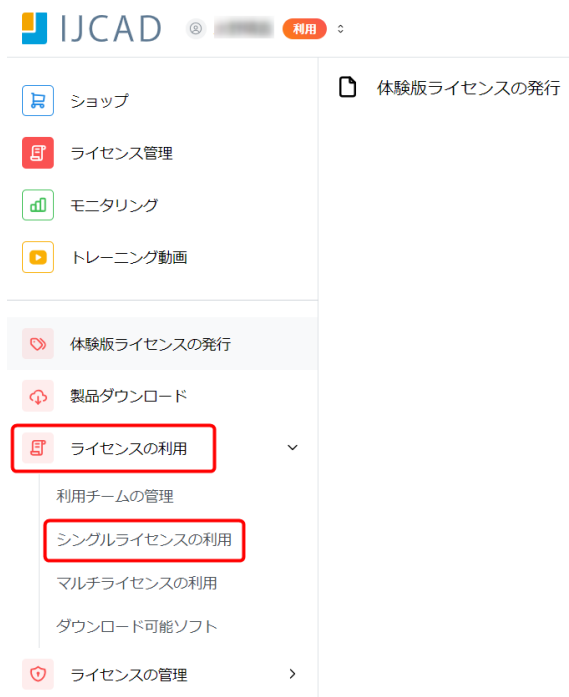 IJCAD
利用
ショップ
ライセンス管理
モニタリング
トレーニング動画
体験版ライセンスの発行
製品ダウンロード
ライセンスの利用
利用チームの管理
シングルライセンスの利用
マルチライセンスの利用
ダウンロード可能ソフト
ライセンスの管理
体験版ライセンスの発行